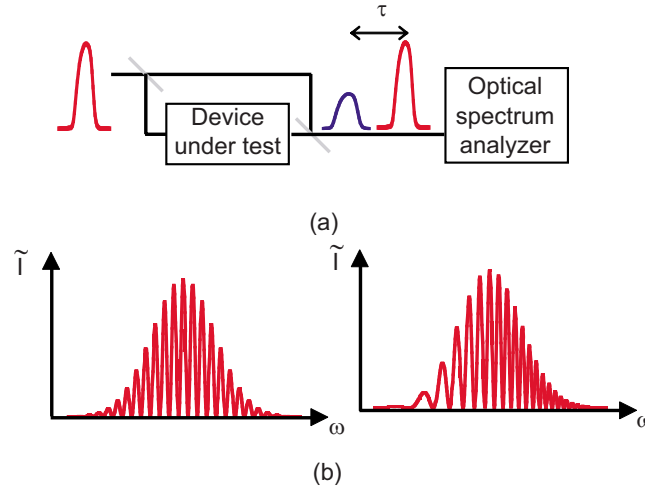 τ
Device
under test
Optical
spectrum
analyzer
(a)
Ĩ
ω
Ĩ
ω
(b)